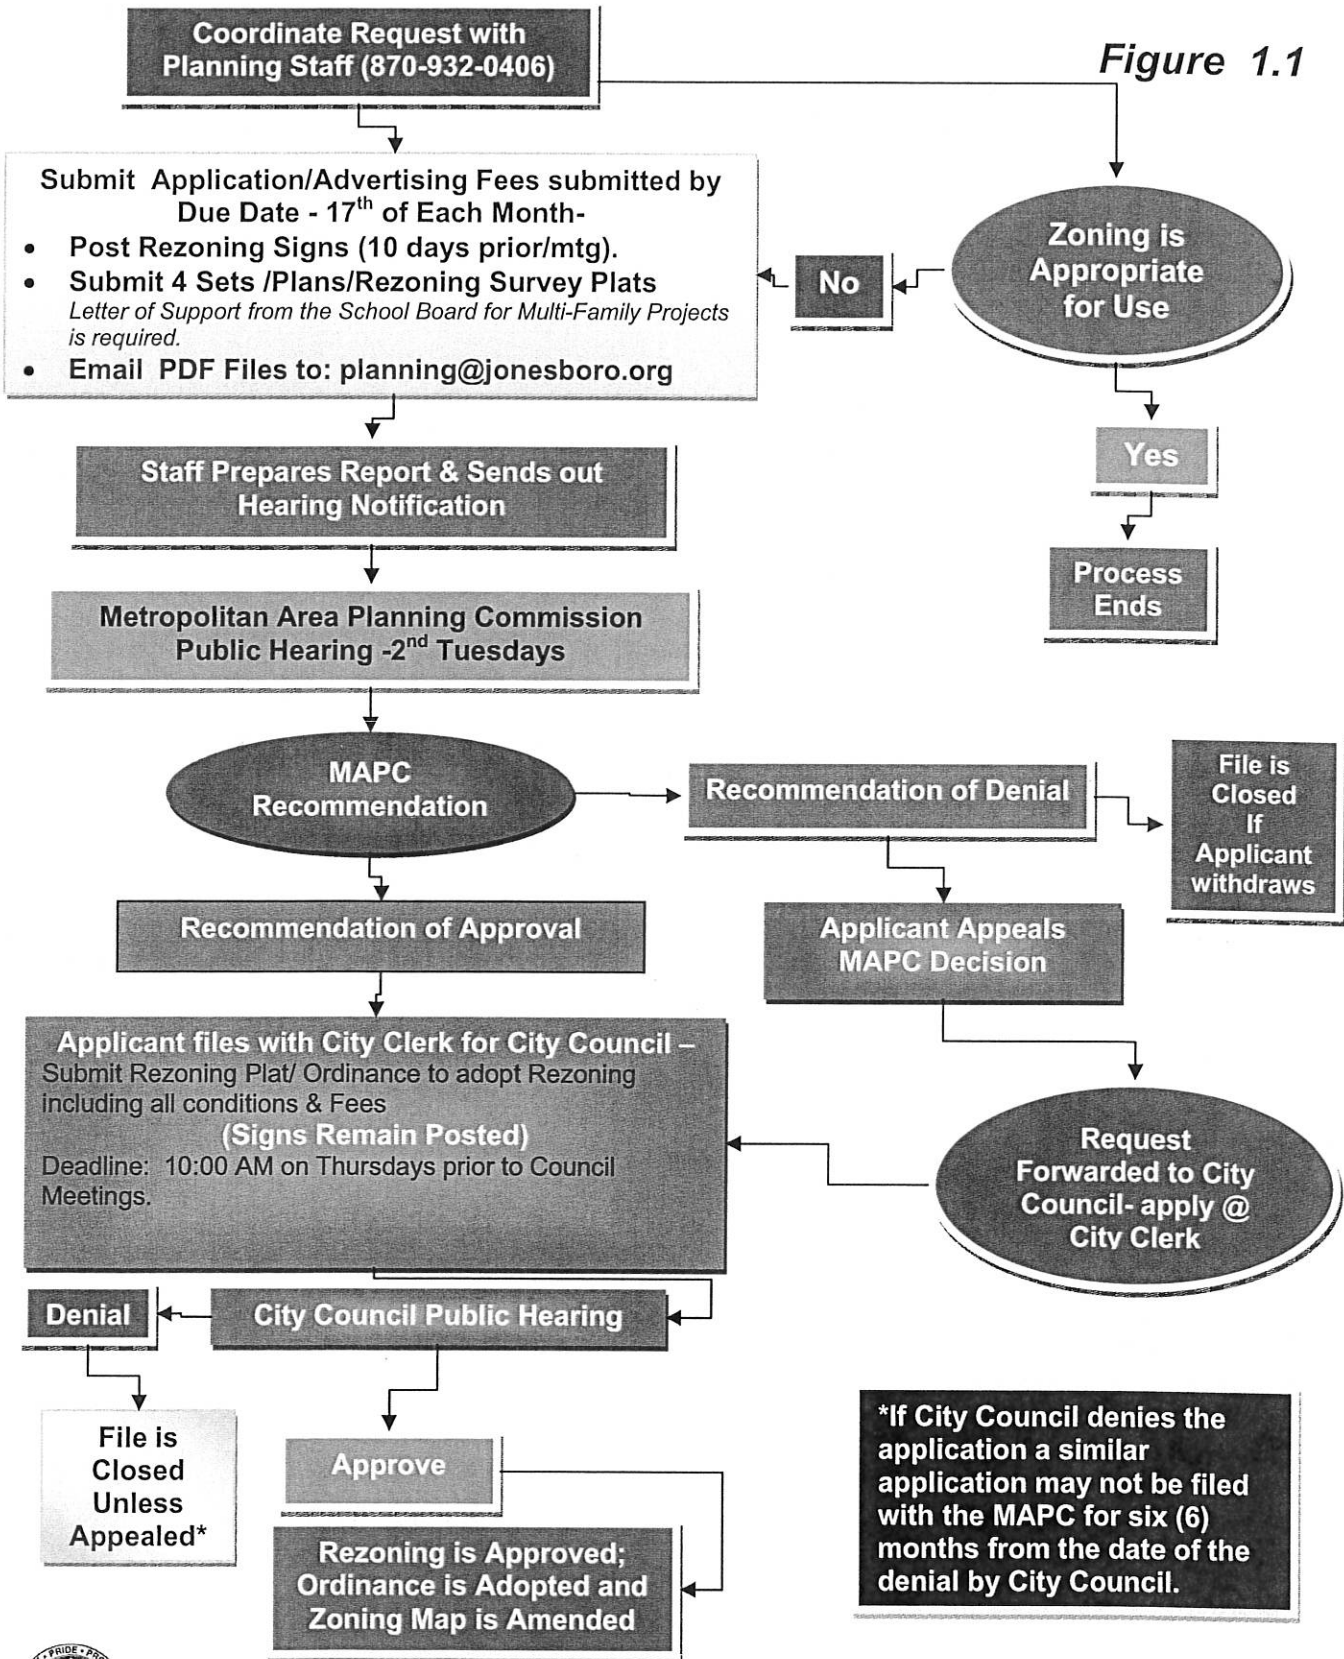 Figure 1.1
Coordinate Request with
Planning Staff (870-932-0406)
Submit Application/Advertising Fees submitted by
Due Date - 17th of Each Month-
• Post Rezoning Signs (10 days prior/mtg).
• Submit 4 Sets /Plans/Rezoning Survey Plats
Letter of Support from the School Board for Multi-Family Projects
is required.
• Email PDF Files to: planning@jonesboro.org
No
Zoning is
Appropriate
for Use
Yes
Process
Ends
Staff Prepares Report & Sends out
Hearing Notification
Metropolitan Area Planning Commission
Public Hearing -2nd Tuesdays
MAPC
Recommendation
Recommendation of Denial
File is
Closed
If
Applicant
withdraws
Recommendation of Approval
Applicant Appeals
MAPC Decision
Applicant files with City Clerk for City Council –
Submit Rezoning Plat/ Ordinance to adopt Rezoning
including all conditions & Fees
(Signs Remain Posted)
Deadline: 10:00 AM on Thursdays prior to Council
Meetings.
Request
Forwarded to City
Council- apply @
City Clerk
Denial
City Council Public Hearing
File is
Closed
Unless
Appealed*
Approve
Rezoning is Approved;
Ordinance is Adopted and
Zoning Map is Amended
*If City Council denies the
application a similar
application may not be filed
with the MAPC for six (6)
months from the date of the
denial by City Council.
PRIDE